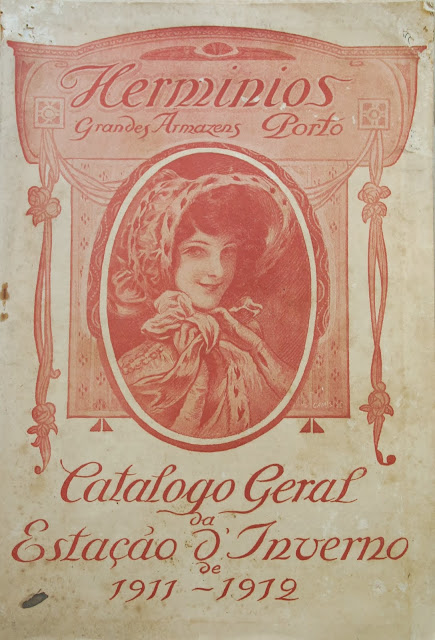 Herminios
Grandes Armazens Porto
Catalogo Geral
da
Estação d'Inverno
de
1911 – 1912